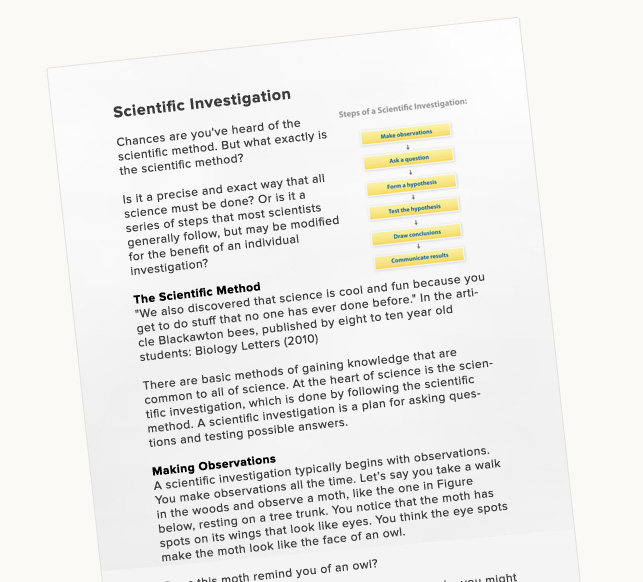 Scientific Investigation
Chances are you've heard of the
scientific method. But what exactly is
the scientific method?
Is it a precise and exact way that all
science must be done? Or is it a
series of steps that most scientists
generally follow, but may be modified
for the benefit of an individual
investigation?
Steps of a Scientific Investigation:
Make observations
Ask a question
Form a hypothesis
Test the hypothesis
Draw conclusions
Communicate results
The Scientific Method
"We also discovered that science is cool and fun because you
get to do stuff that no one has ever done before." In the arti-
cle Blackawton bees, published by eight to ten year old
students: Biology Letters (2010)
There are basic methods of gaining knowledge that are
common to all of science. At the heart of science is the scien-
tific investigation, which is done by following the scientific
method. A scientific investigation is a plan for asking ques-
tions and testing possible answers.
Making Observations
A scientific investigation typically begins with observations.
You make observations all the time. Let's say you take a walk
in the woods and observe a moth, like the one in Figure
below, resting on a tree trunk. You notice that the moth has
spots on its wings that look like eyes. You think the eye spots
make the moth look like the face of an owl.
this moth remind you of an owl?
you might